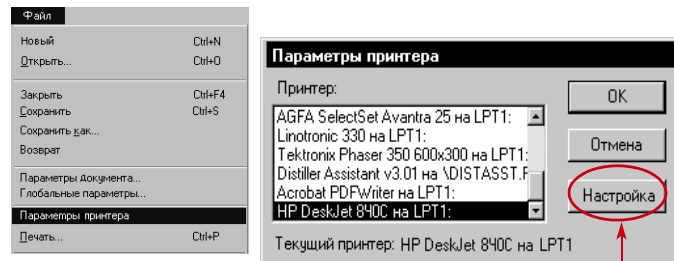 Файл
Новый Ctrl+N
Открыть... Ctrl+O
Закрыть Ctrl+F4
Сохранить Ctrl+S
Сохранить как...
Возврат
Параметры документа...
Глобальные параметры...
Параметры принтера
Печать... Ctrl+P
Параметры принтера
Принтер:
AGFA SelectSet Avantra 25 на LPT1:
Linotronic 330 на LPT1:
Tektronix Phaser 350 600x300 на LPT1:
Distiller Assistant v3.01 на \DISTASST.F
Acrobat PDFWriter на LPT1:
HP DeskJet 840C на LPT1:
OK
Отмена
Настройка
Текущий принтер: HP DeskJet 840C на LPT1